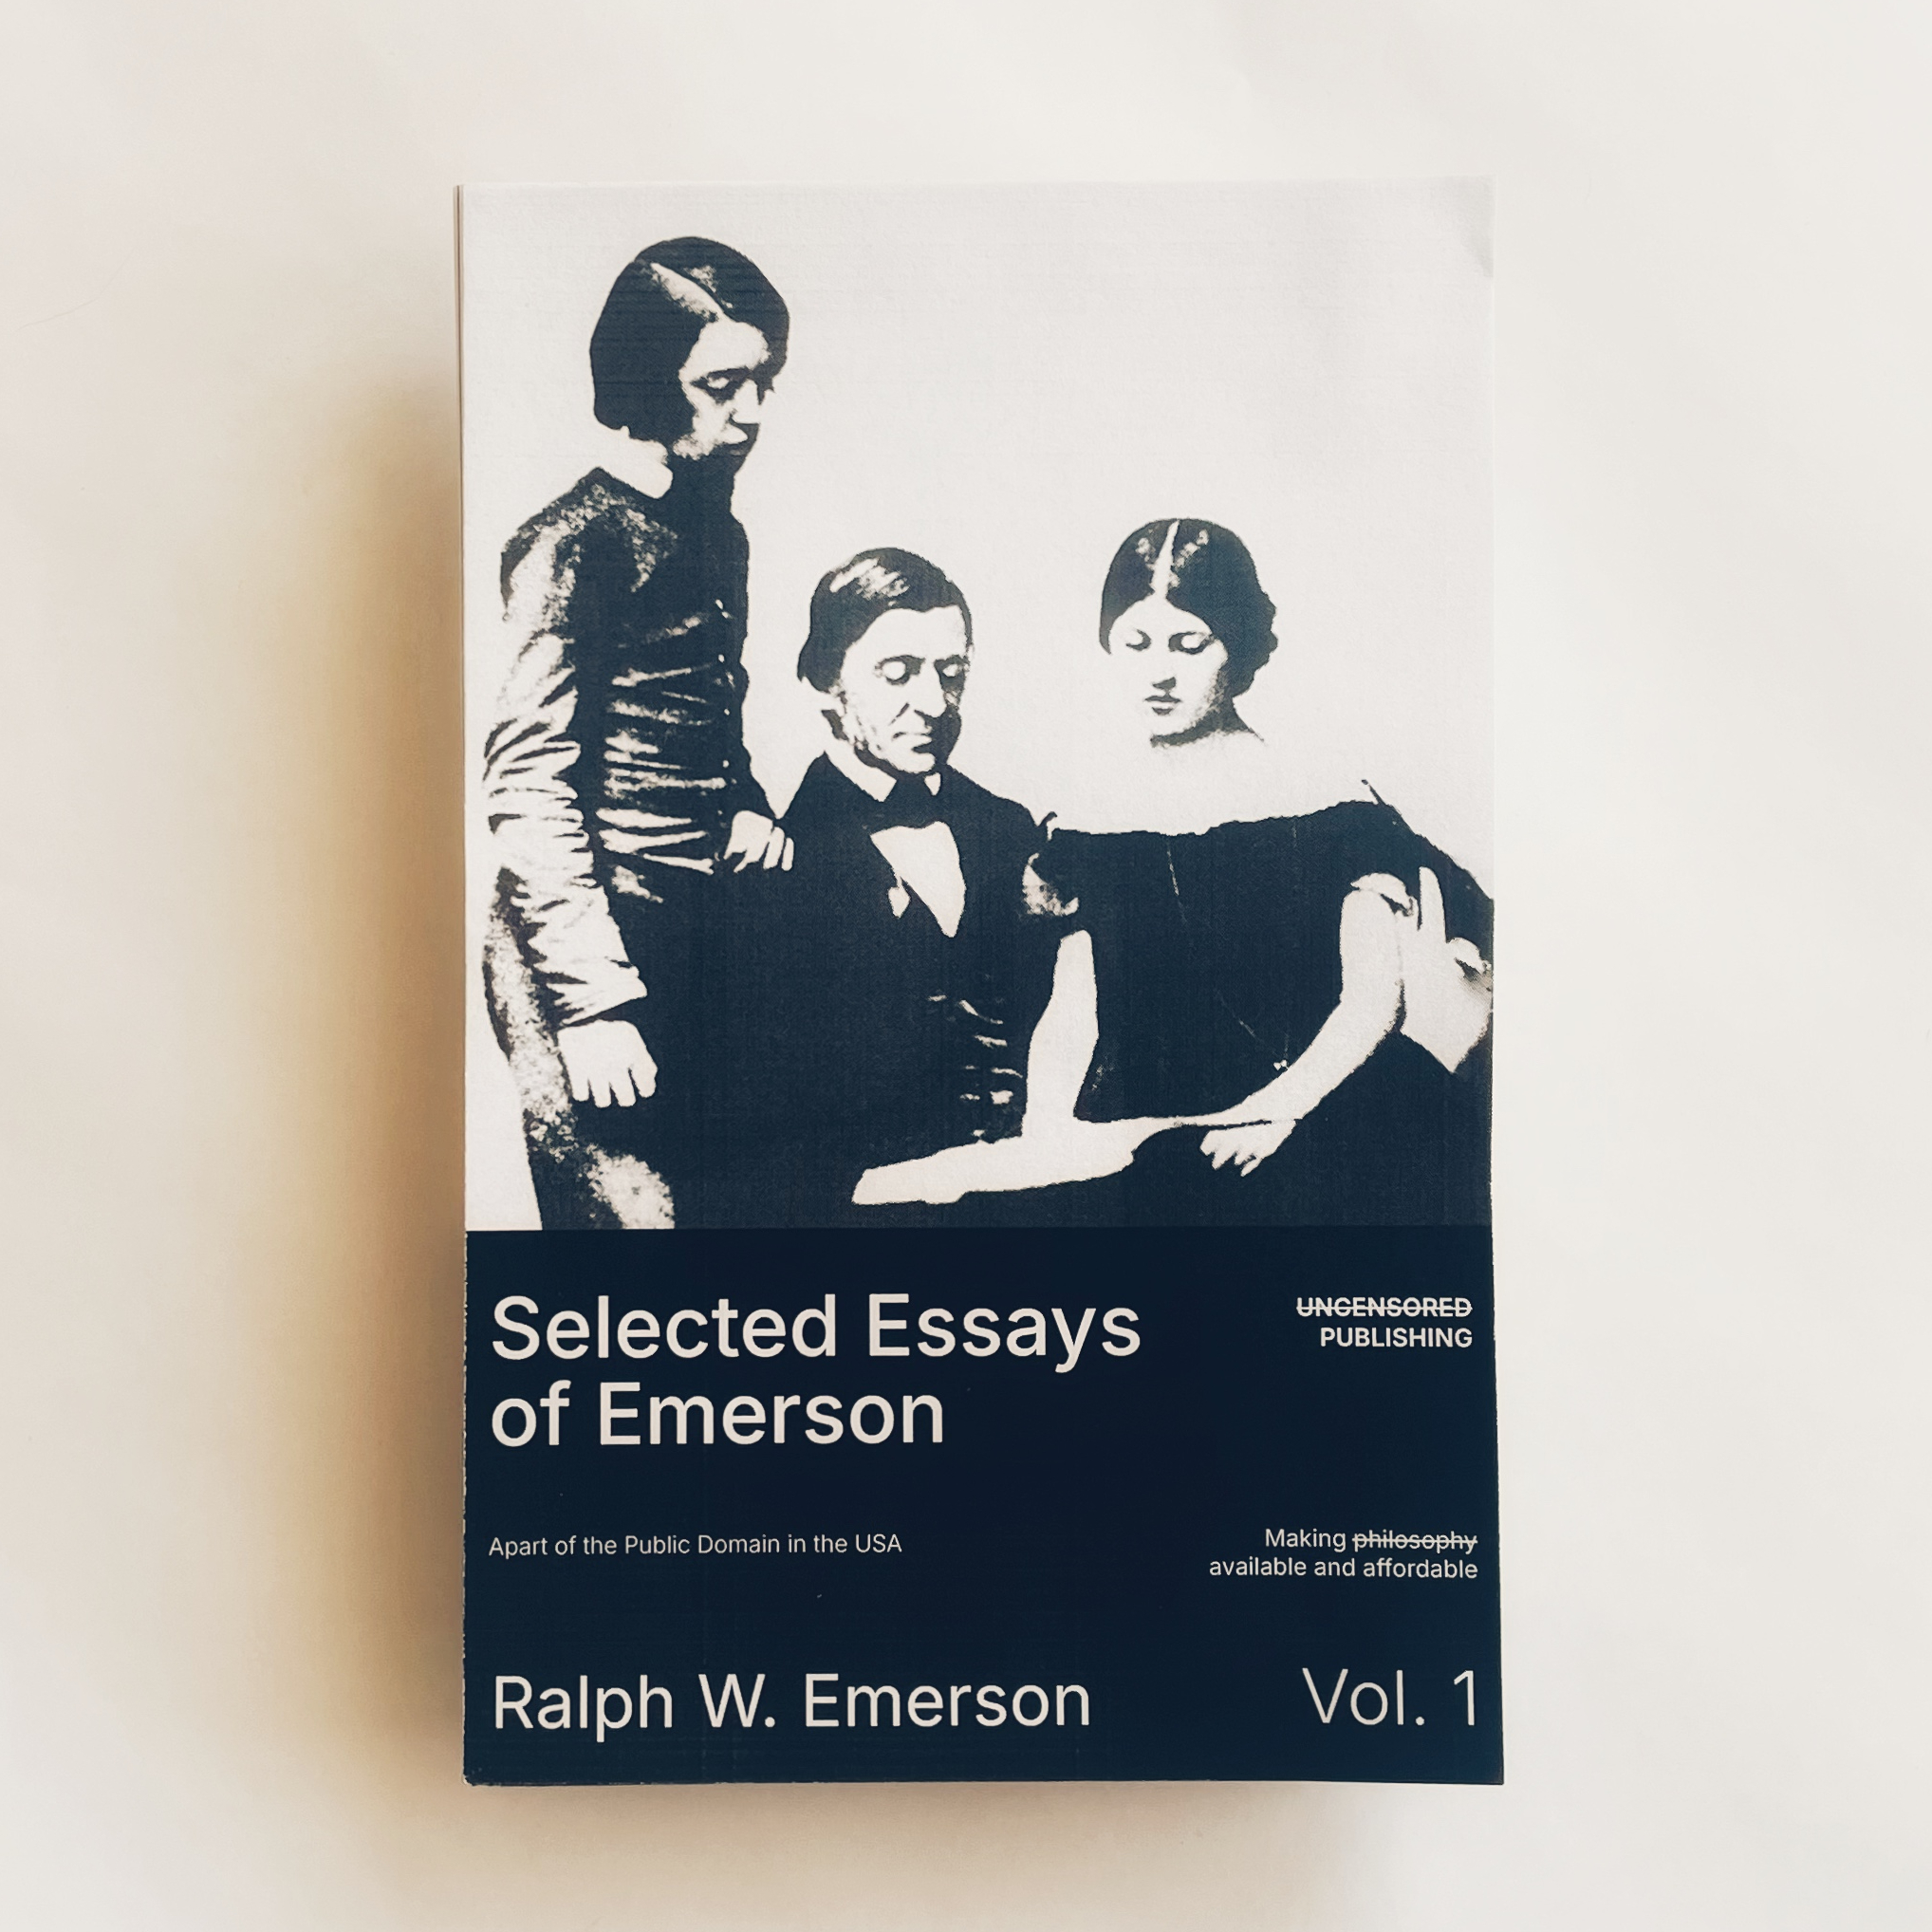 Selected Essays
of Emerson
UNCENSORED
PUBLISHING
Apart of the Public Domain in the USA
Making philosophy
available and affordable
Ralph W. Emerson
Vol. 1